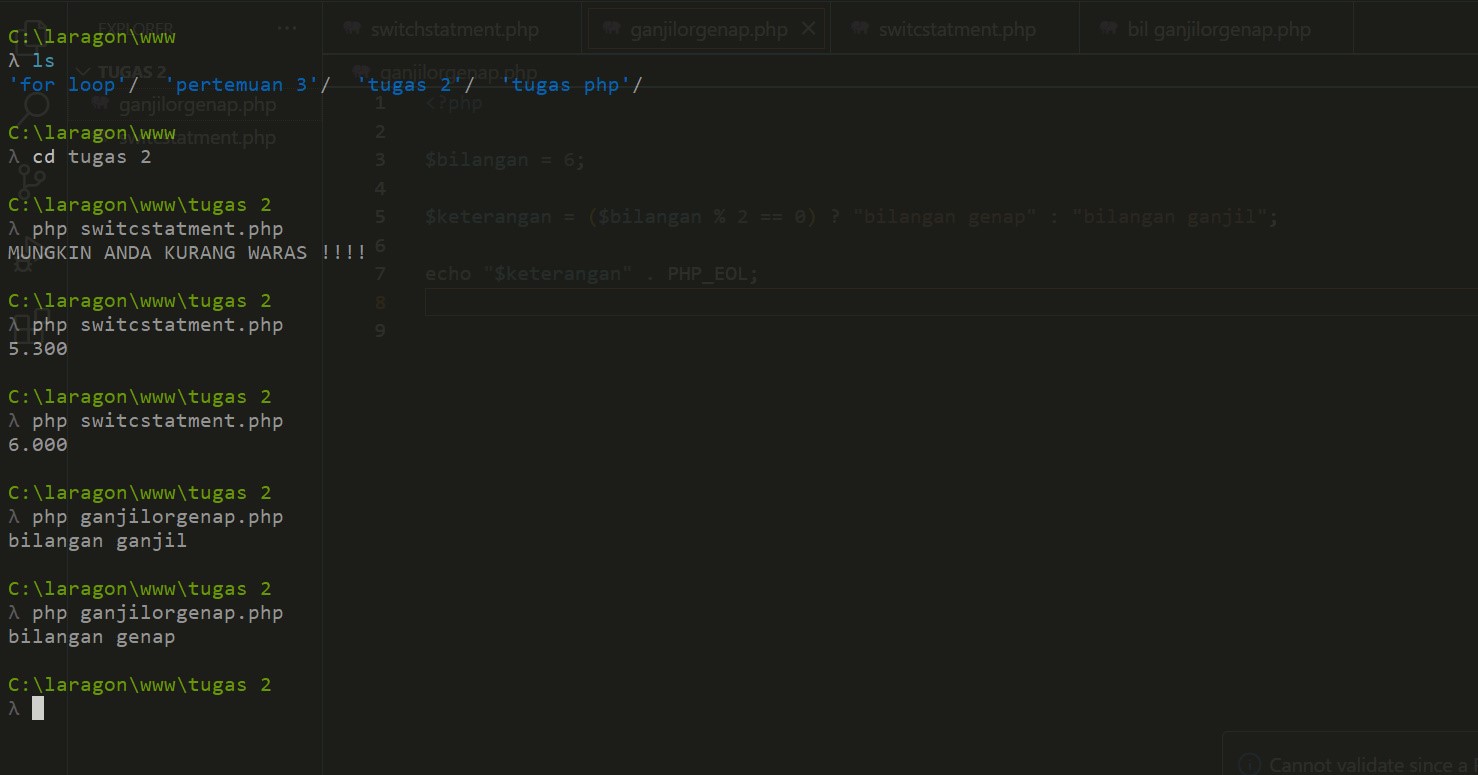 C:\laragon\www
λ ls
'for loop'/  'pertemuan 3'/  'tugas 2'/  'tugas php'/
C:\laragon\www
λ cd tugas 2
C:\laragon\www\tugas 2
λ php switcstatment.php
MUNGKIN ANDA KURANG WARAS !!!!
C:\laragon\www\tugas 2
λ php switcstatment.php
5.300
C:\laragon\www\tugas 2
λ php switcstatment.php
6.000
C:\laragon\www\tugas 2
λ php ganjilorgenap.php
bilangan ganjil
C:\laragon\www\tugas 2
λ php ganjilorgenap.php
bilangan genap
C:\laragon\www\tugas 2
λ
EXPLORER ...
TUGAS 2
ganjilorgenap.php
switcstatment.php
switchstatment.php ganjilorgenap.php switcstatment.php bil ganjilorgenap.php
ganjilorgenap.php
1 <?php
2
3 $bilangan = 6;
4
5 $keterangan = ($bilangan % 2 == 0) ? "bilangan genap" : "bilangan ganjil";
6
7 echo "$keterangan" . PHP_EOL;
8
9
Cannot validate since a